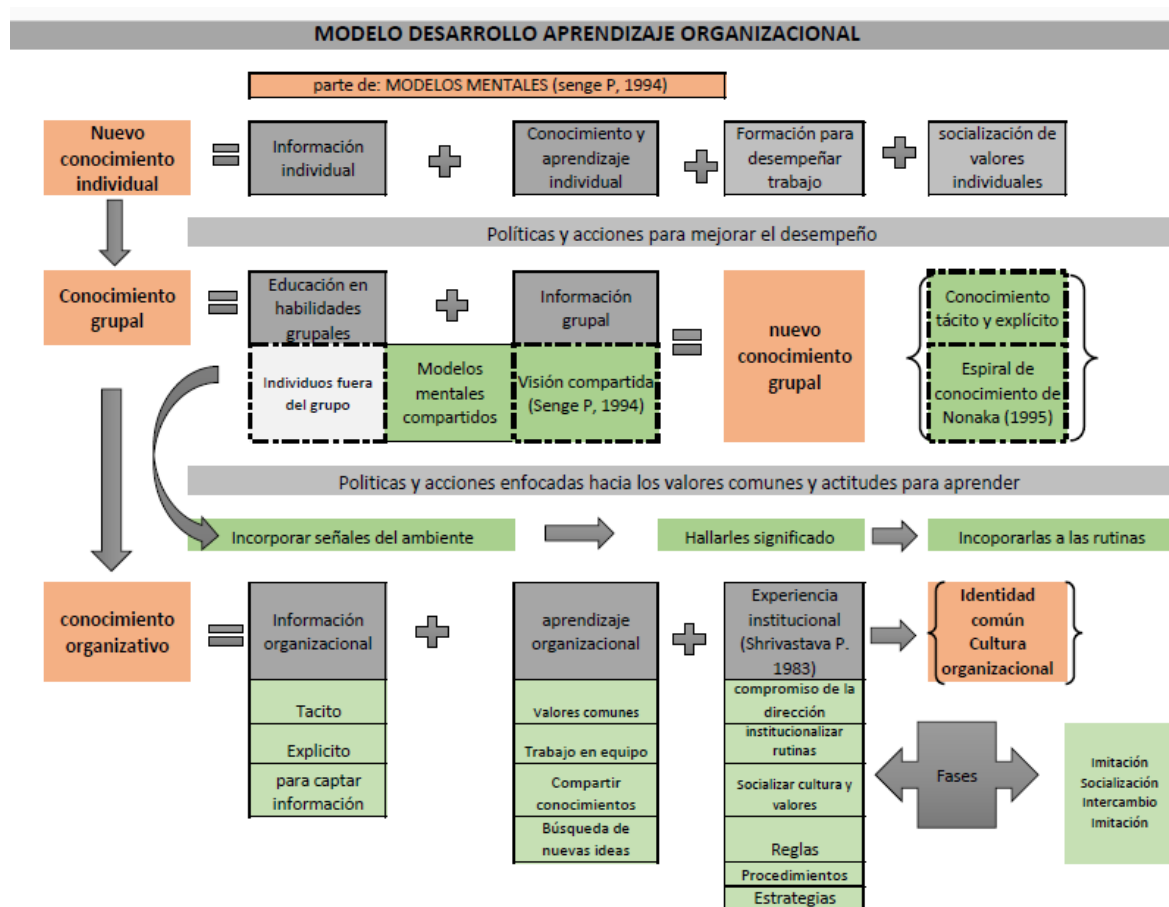 MODELO DESARROLLO APRENDIZAJE ORGANIZACIONAL
parte de: MODELOS MENTALES (senge P, 1994)
Nuevo
conocimiento
individual
Información
individual
Conocimiento y
aprendizaje
individual
Formación para
desempeñar
trabajo
socialización de
valores
individuales
Políticas y acciones para mejorar el desempeño
Conocimiento
grupal
Educación en
habilidades
grupales
Información
grupal
Individuos fuera
del grupo
Modelos
mentales
compartidos
Visión compartida
(Senge P, 1994)
nuevo
conocimiento
grupal
Conocimiento
tácito y explícito
Espiral de
conocimiento de
Nonaka (1995)
Politicas y acciones enfocadas hacia los valores comunes y actitudes para aprender
Incorporar señales del ambiente
Hallarles significado
Incoporarlas a las rutinas
conocimiento
organizativo
Información
organizacional
aprendizaje
organizacional
Experiencia
institucional
(Shrivastava P.
1983)
Identidad
común
Cultura
organizacional
Tacito
Explicito
para captar
información
Valores comunes
Trabajo en equipo
Compartir
conocimientos
Búsqueda de
nuevas ideas
compromiso de la
dirección
institucionalizar
rutinas
Socializar cultura y
valores
Reglas
Procedimientos
Estrategias
Fases
Imitación
Socialización
Intercambio
Imitación